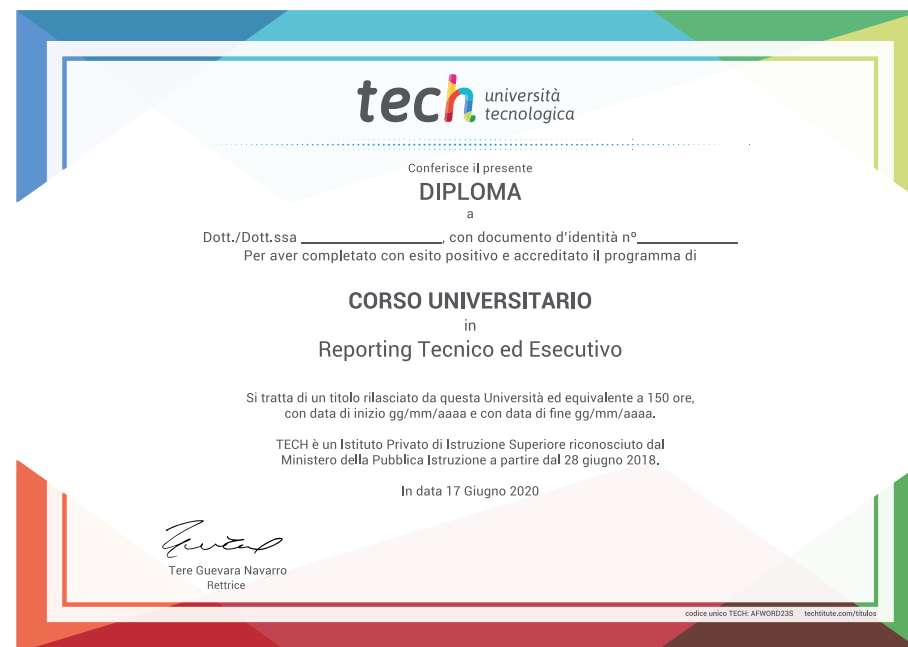 tech università
tecnologica
Conferisce il presente
DIPLOMA
a
Dott./Dott.ssa ________________, con documento d'identità nº____________
Per aver completato con esito positivo e accreditato il programma di
CORSO UNIVERSITARIO
in
Reporting Tecnico ed Esecutivo
Si tratta di un titolo rilasciato da questa Università ed equivalente a 150 ore,
con data di inizio gg/mm/aaaa e con data di fine gg/mm/aaaa.
TECH è un Istituto Privato di Istruzione Superiore riconosciuto dal
Ministero della Pubblica Istruzione a partire dal 28 giugno 2018.
In data 17 Giugno 2020
Tere Guevara Navarro
Rettrice
codice unico TECH: AFWORD23S techtitute.com/títulos